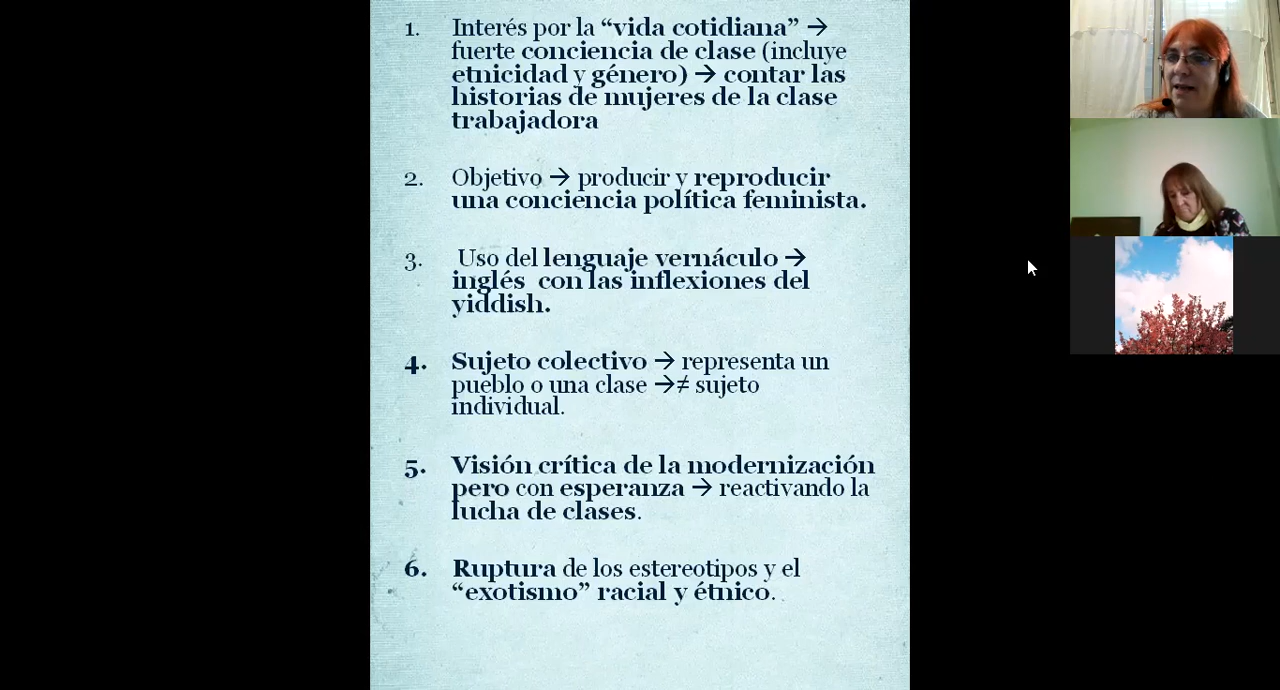 1. Interés por la “vida cotidiana” →
fuerte conciencia de clase (incluye
etnicidad y género) → contar las
historias de mujeres de la clase
trabajadora
2. Objetivo → producir y reproducir
una conciencia política feminista.
3. Uso del lenguaje vernáculo →
inglés con las inflexiones del
yiddish.
4. Sujeto colectivo → representa un
pueblo o una clase →≠ sujeto
individual.
5. Visión crítica de la modernización
pero con esperanza → reactivando la
lucha de clases.
6. Ruptura de los estereotipos y el
“exotismo” racial y étnico.